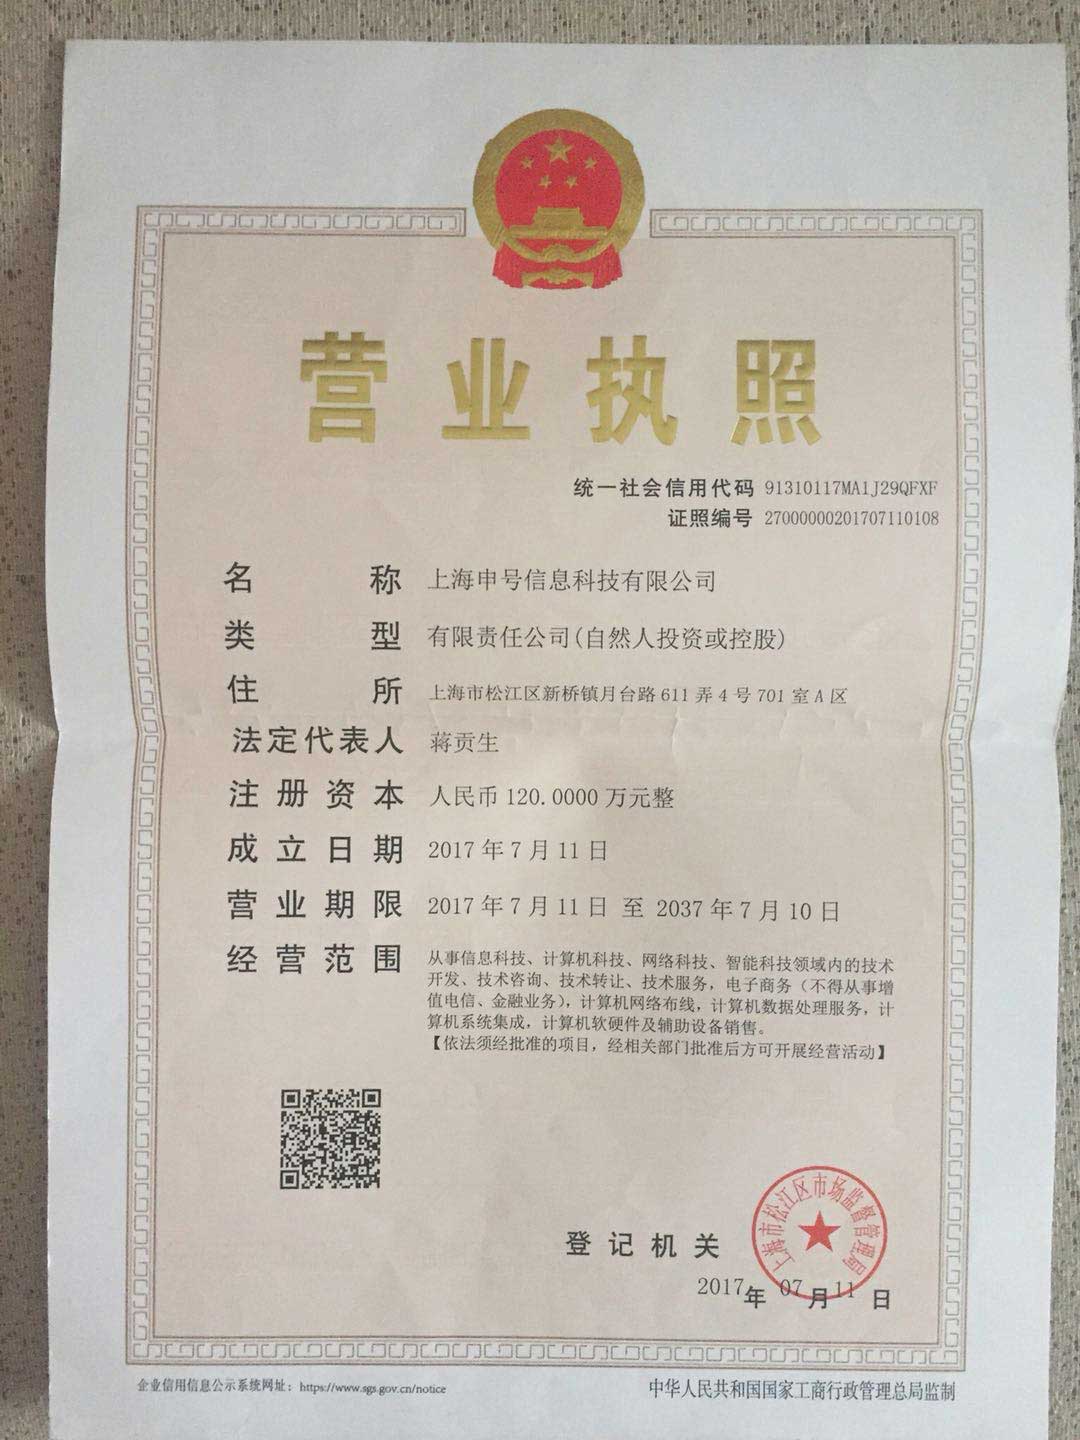 营业执照
统一社会信用代码 91310117MA1J29QFXF
证照编号 27000000201707110108
名称 上海申号信息科技有限公司
类型 有限责任公司(自然人投资或控股)
住所 上海市松江区新桥镇月台路611弄4号701室A区
法定代表人 蒋贡生
注册资本 人民币120.0000万元整
成立日期 2017年7月11日
营业期限 2017年7月11日 至 2037年7月10日
经营范围 从事信息科技、计算机科技、网络科技、智能科技领域内的技术
开发、技术咨询、技术转让、技术服务，电子商务（不得从事增
值电信、金融业务），计算机网络布线，计算机数据处理服务，计
算机系统集成，计算机软硬件及辅助设备销售。
【依法须经批准的项目，经相关部门批准后方可开展经营活动】
上海市松江区市场监督管理局
登记机关
2017年07月11日
企业信用信息公示系统网址：https://www.sgs.gov.cn/notice
中华人民共和国国家工商行政管理总局监制